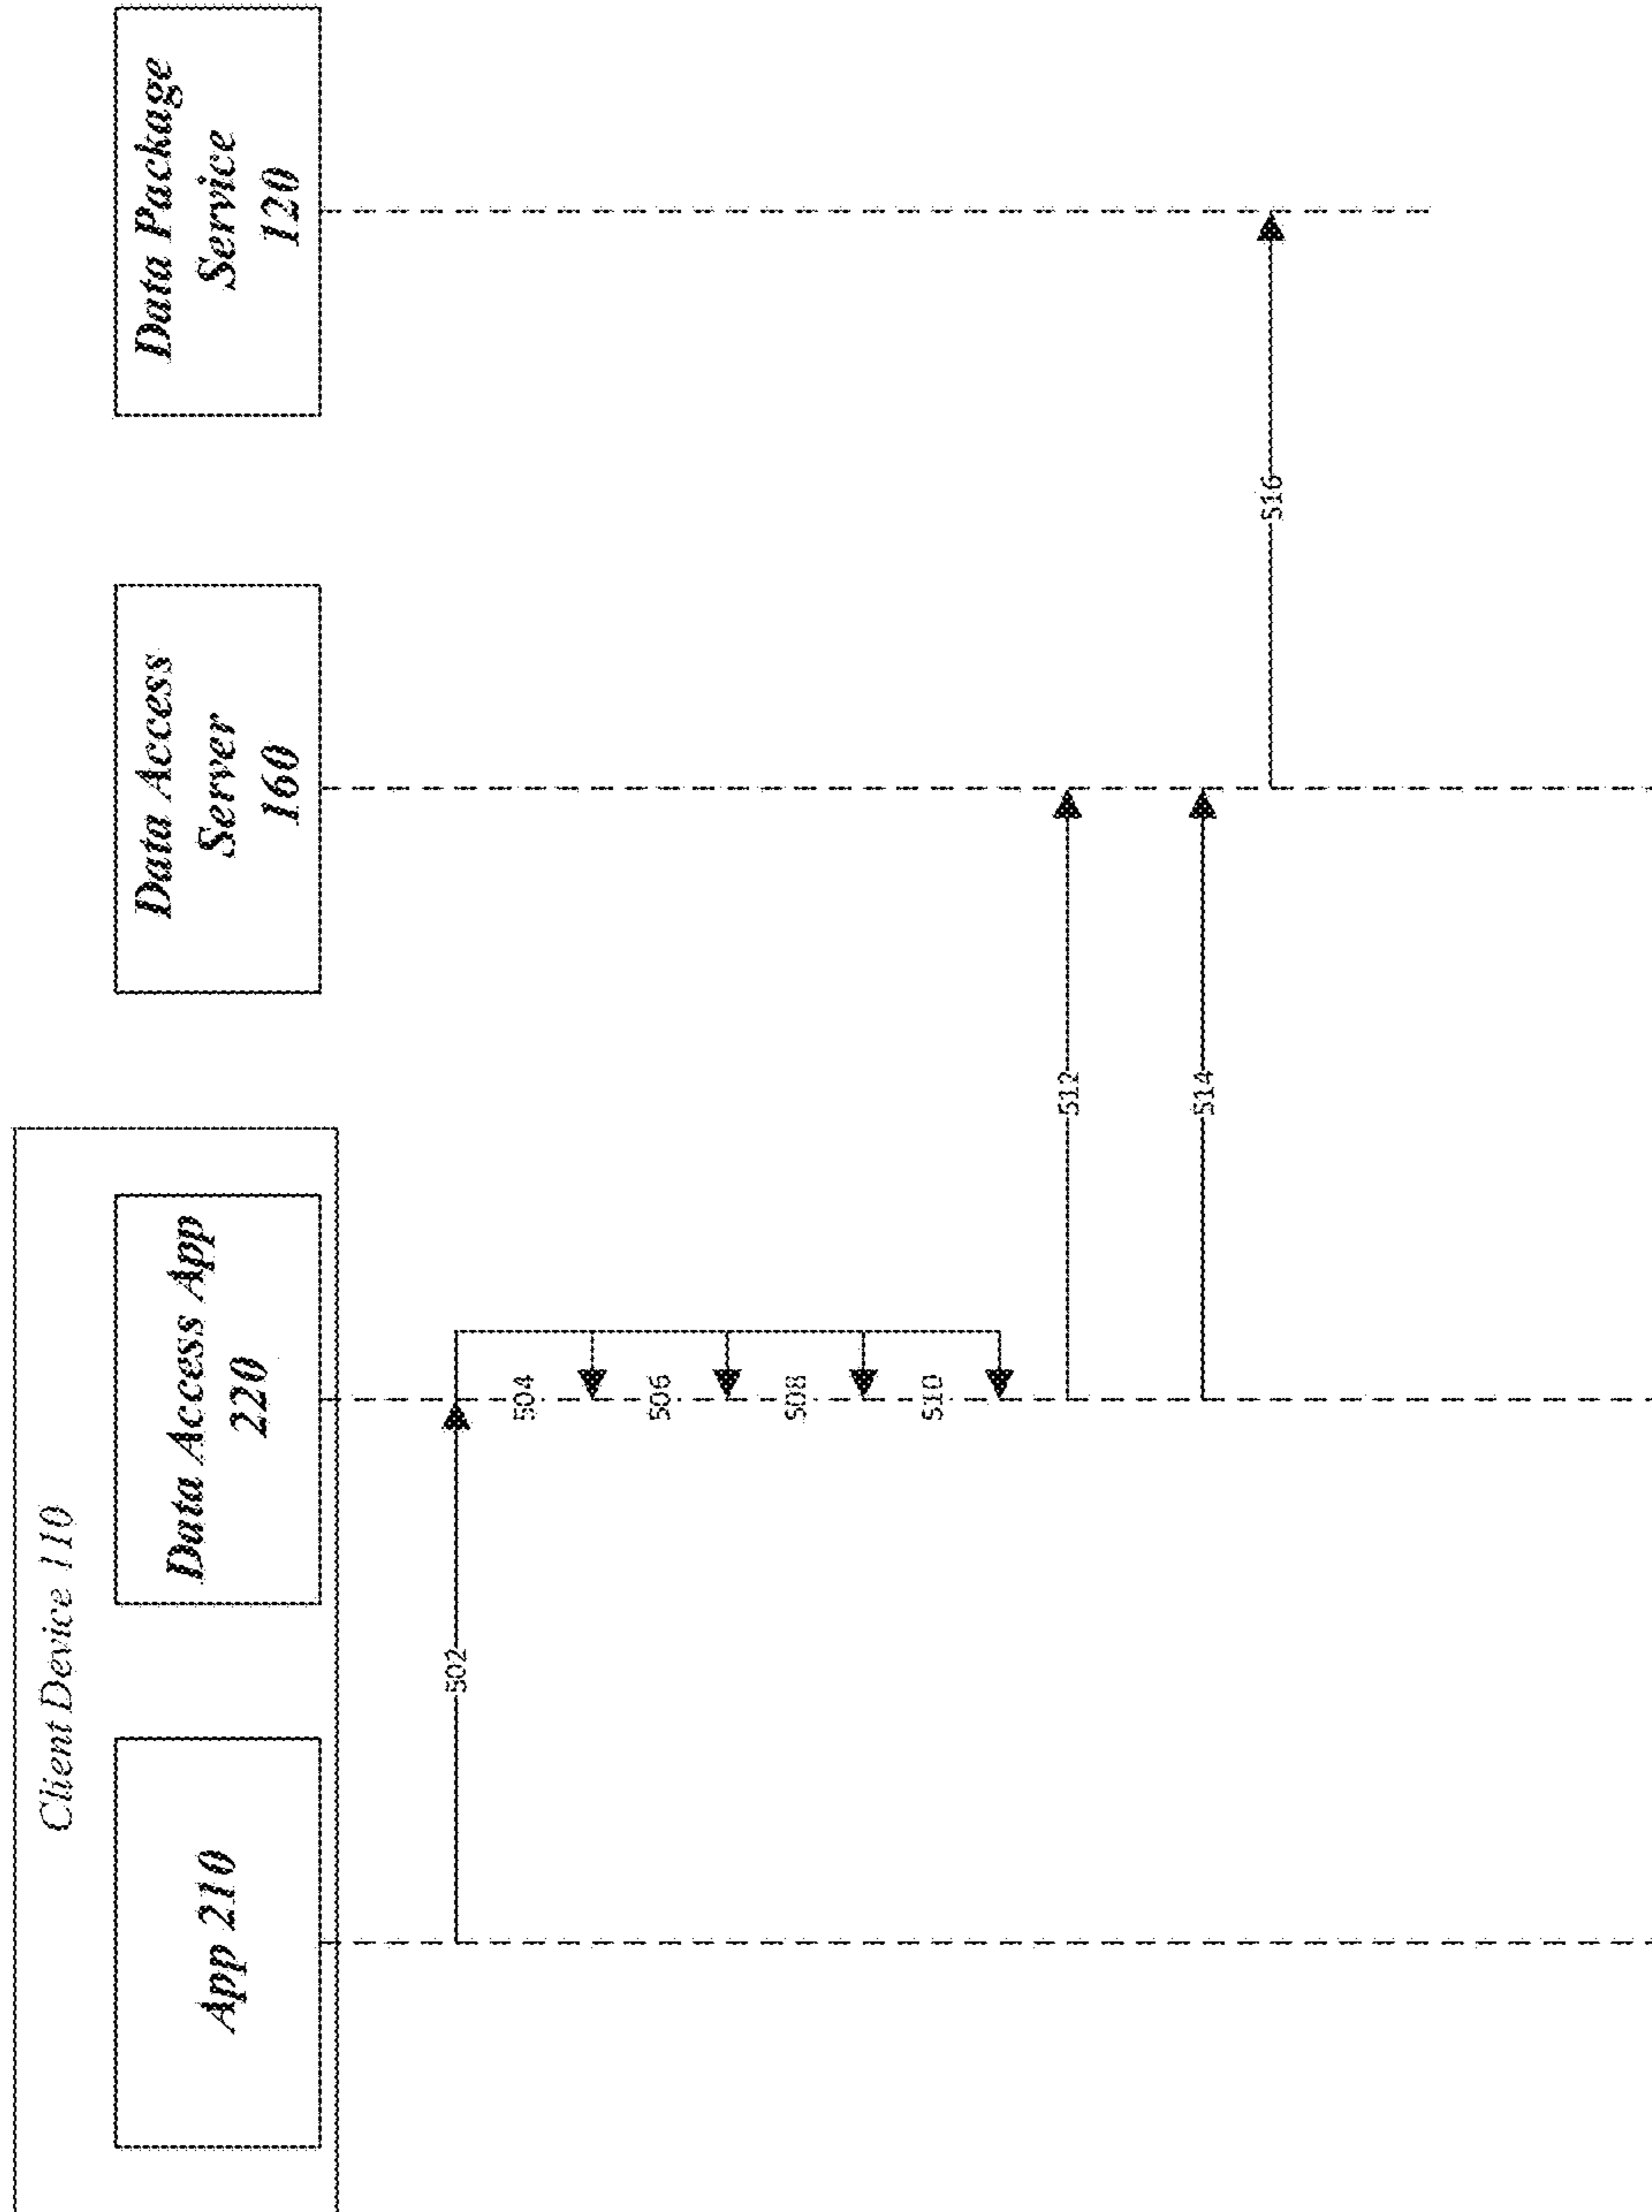 Client Device 110
App 210
Data Access App
220
Data Access
Server
160
Data Package
Service
120
502
504
506
508
510
512
514
516